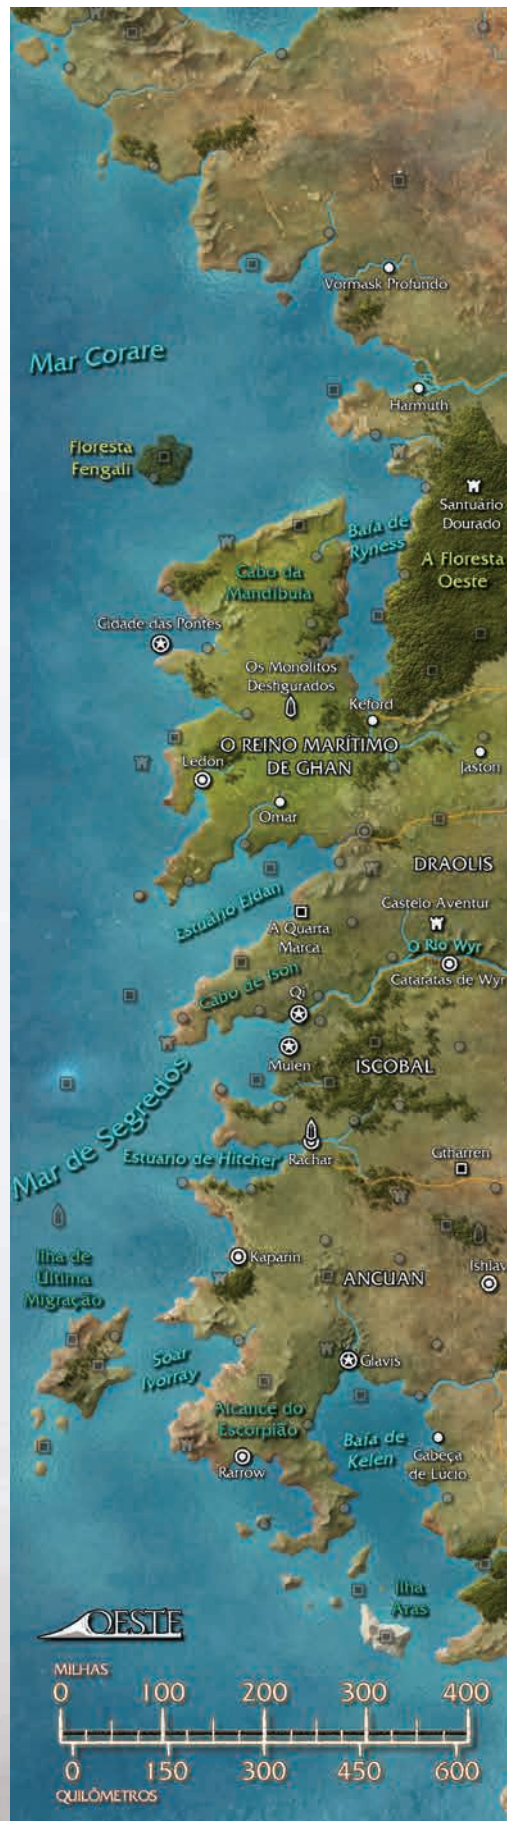 Vormask Profundo
Mar Corare
Harmuth
Floresta
Fengali
Santuário
Dourado
Baía de
Ryness
A Floresta
Oeste
Cabo da
Mandíbula
Cidade das Pontes
Os Monolitos
Desfigurados
Keford
O REINO MARÍTIMO
DE GHAN
Ledon
Jaston
Omar
DRAOLIS
Estuário Eldan
Castelo Aventur
A Quarta
Marca
O Rio Wyr
Cataratas de Wyr
Cabo de Ison
Qi
Mulen
ISCOBAL
Mar de Segredos
Estuário de Hitcher
Rachar
Gtharren
Ilha de
Última
Migração
Kaparin
ANCUAN
Ishlav
Soar
Ivorray
Glavis
Alcance do
Escorpião
Baía de
Kelen
Cabeça
de Lúcio
Rarrow
Ilha
Aras
OESTE
MILHAS
0 100 200 300 400
0 150 300 450 600
QUILÔMETROS